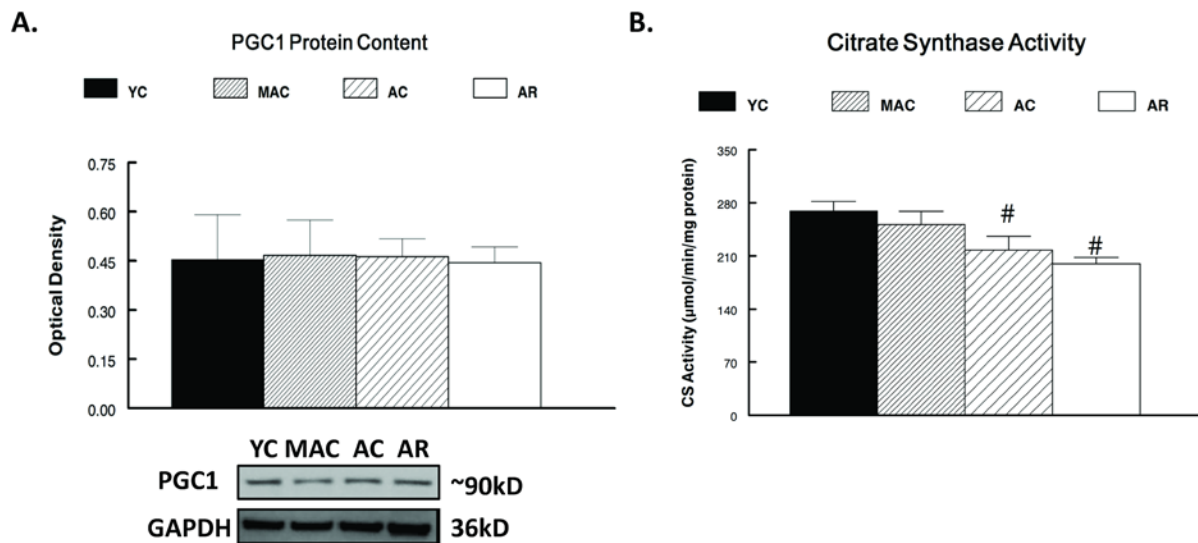 A.
PGC1 Protein Content
YC MAC AC AR
0.75
0.60
0.45
0.30
0.15
0.00
Optical Density
YC MAC AC AR
PGC1 ~90kD
GAPDH 36kD
B.
Citrate Synthase Activity
YC MAC AC AR
350
280
210
140
70
0
CS Activity (µmol/min/mg protein)
# #